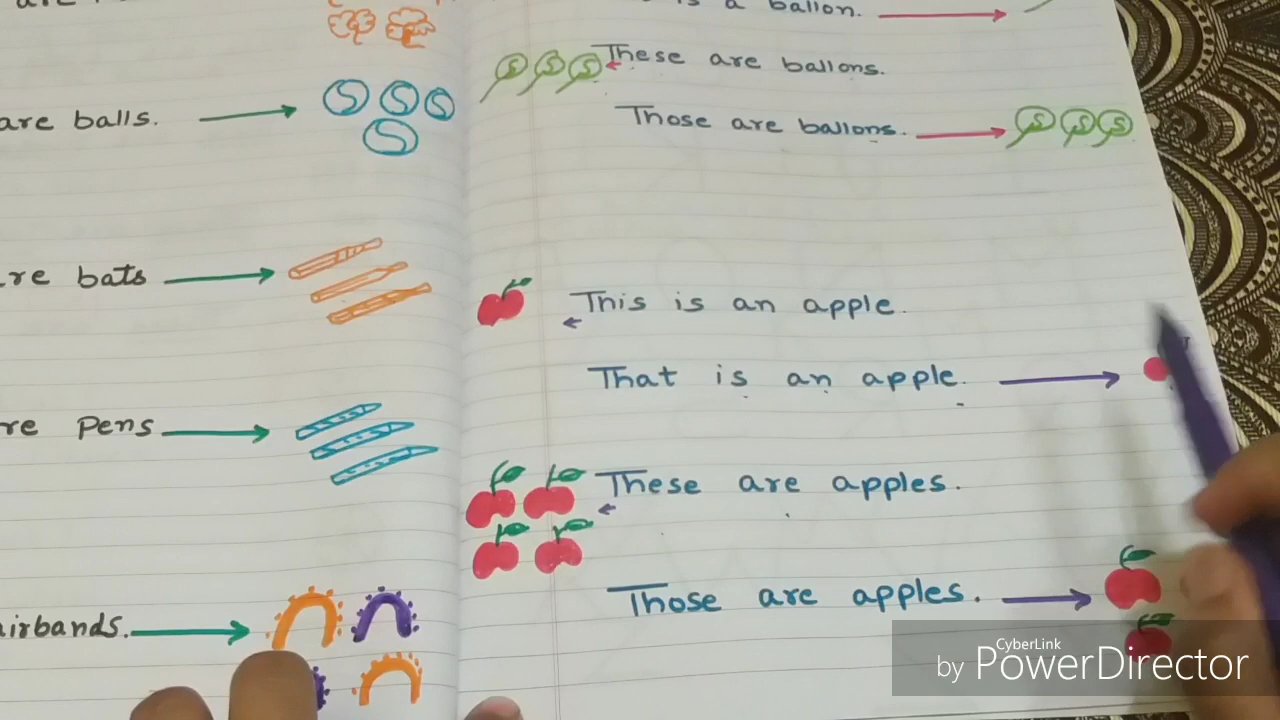 are balls.
re bats
re Pens
airbands.
is a ballon.
These are ballons.
Those are ballons.
This is an apple.
That is an apple.
These are apples.
Those are apples.
CyberLink
by PowerDirector